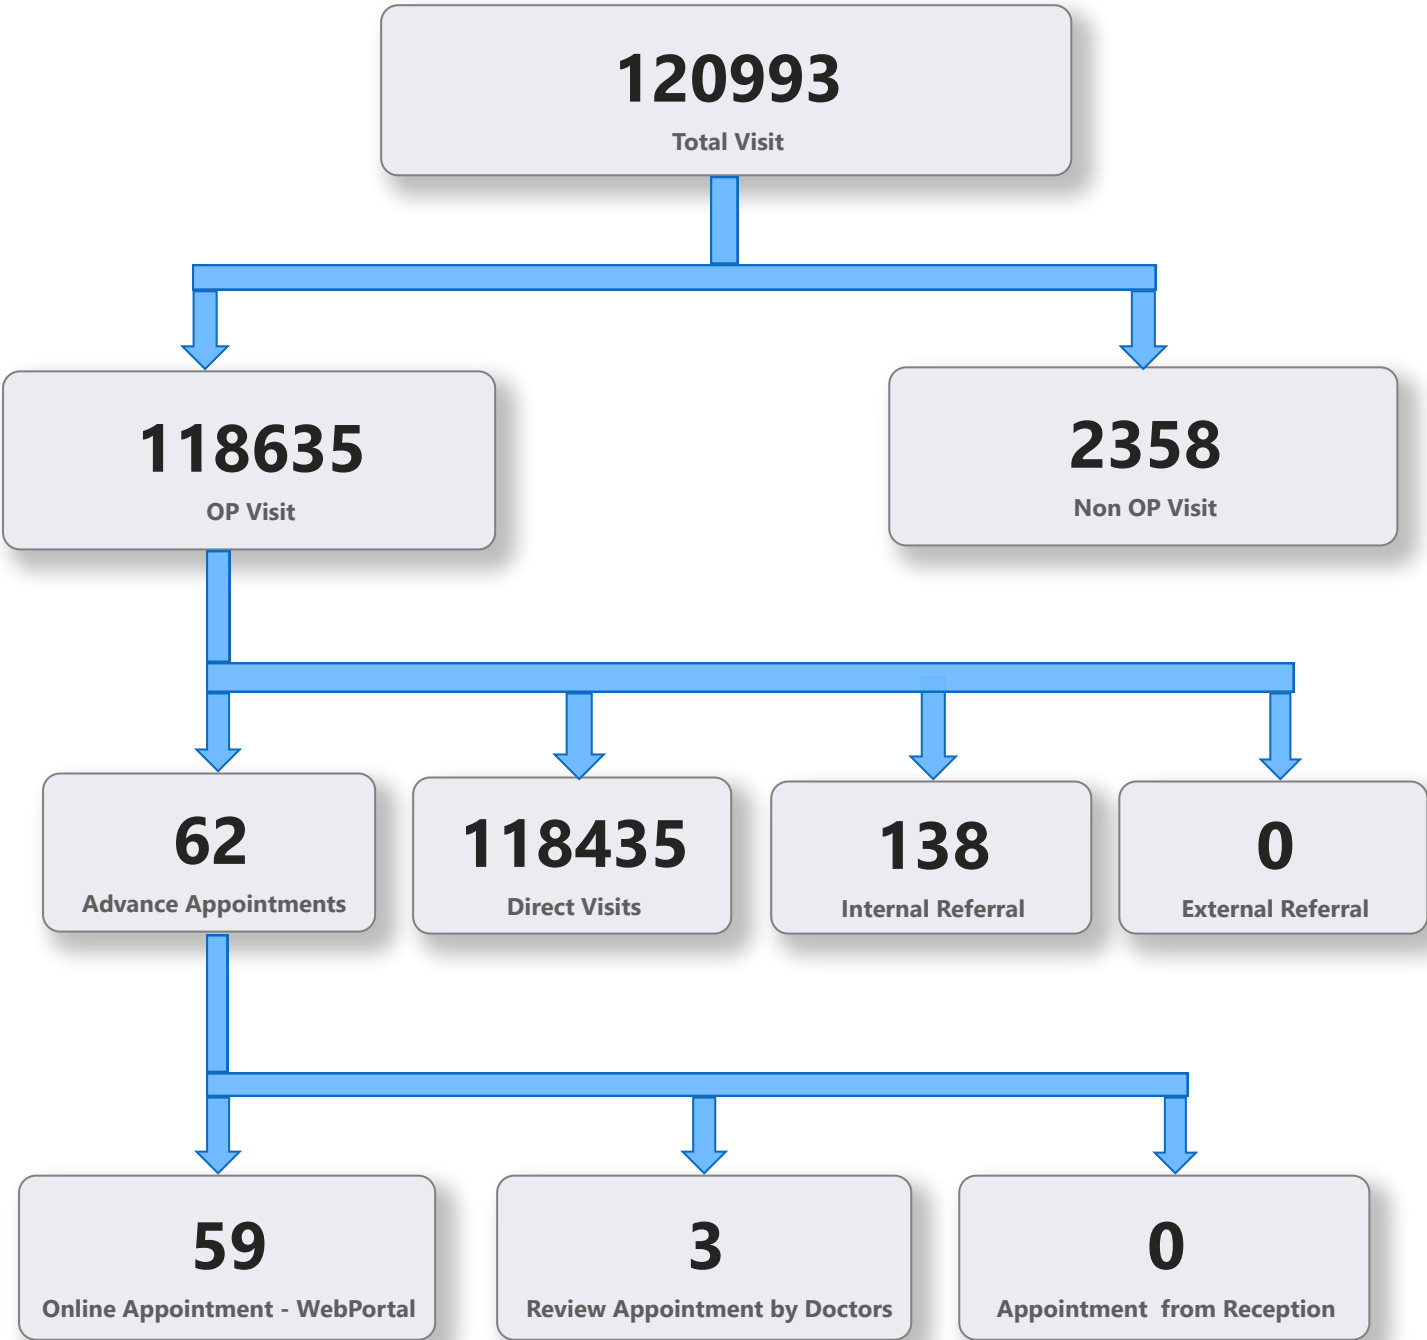 120993
Total Visit
118635
OP Visit
2358
Non OP Visit
62
Advance Appointments
118435
Direct Visits
138
Internal Referral
0
External Referral
59
Online Appointment - WebPortal
3
Review Appointment by Doctors
0
Appointment  from Reception